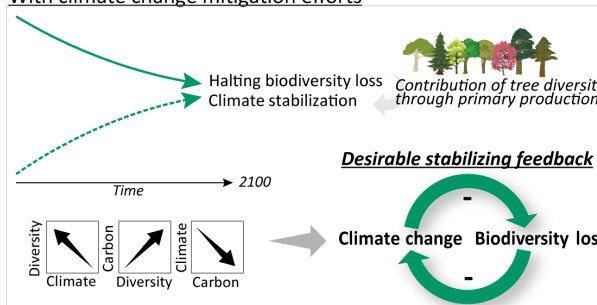 With climate change mitigation efforts
Halting biodiversity loss
Climate stabilization
Contribution of tree diversit
through primary production
Time
2100
Desirable stabilizing feedback
Diversity
Climate
Carbon
Diversity
Climate
Carbon
-
Climate change Biodiversity los
-